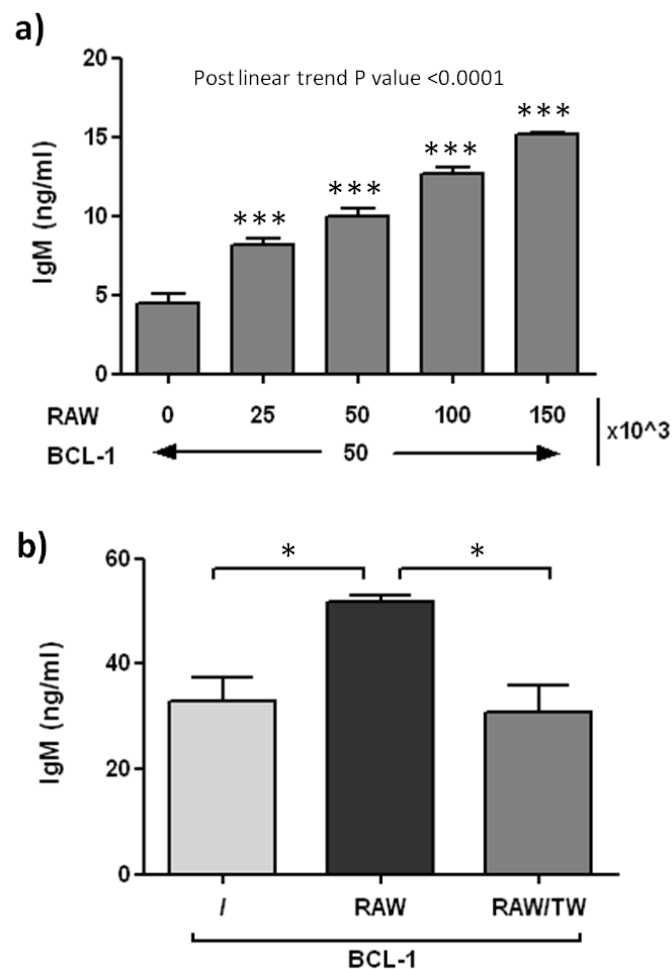 a)
20
Post linear trend P value <0.0001
***
15
***
***
IgM (ng/ml)
10
***
5
0
RAW 0 25 50 100 150
x10^3
BCL-1 50
b)
60
* *
40
IgM (ng/ml)
20
0
/ RAW RAW/TW
BCL-1